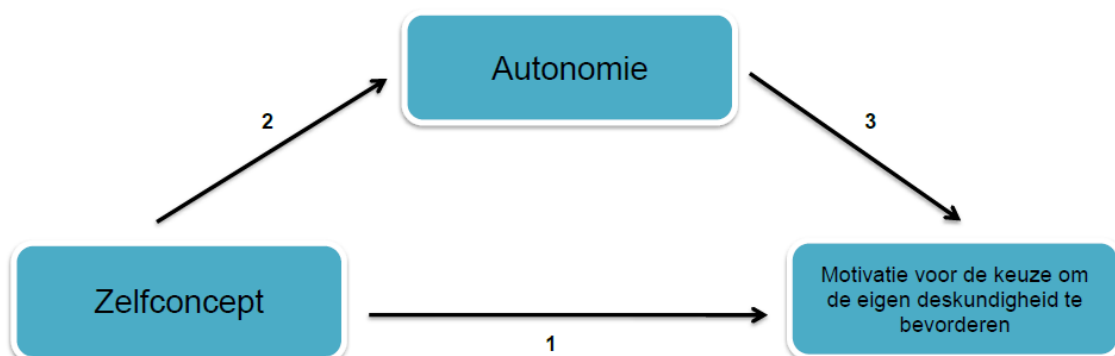 Autonomie
2
3
Zelfconcept
Motivatie voor de keuze om
de eigen deskundigheid te
bevorderen
1